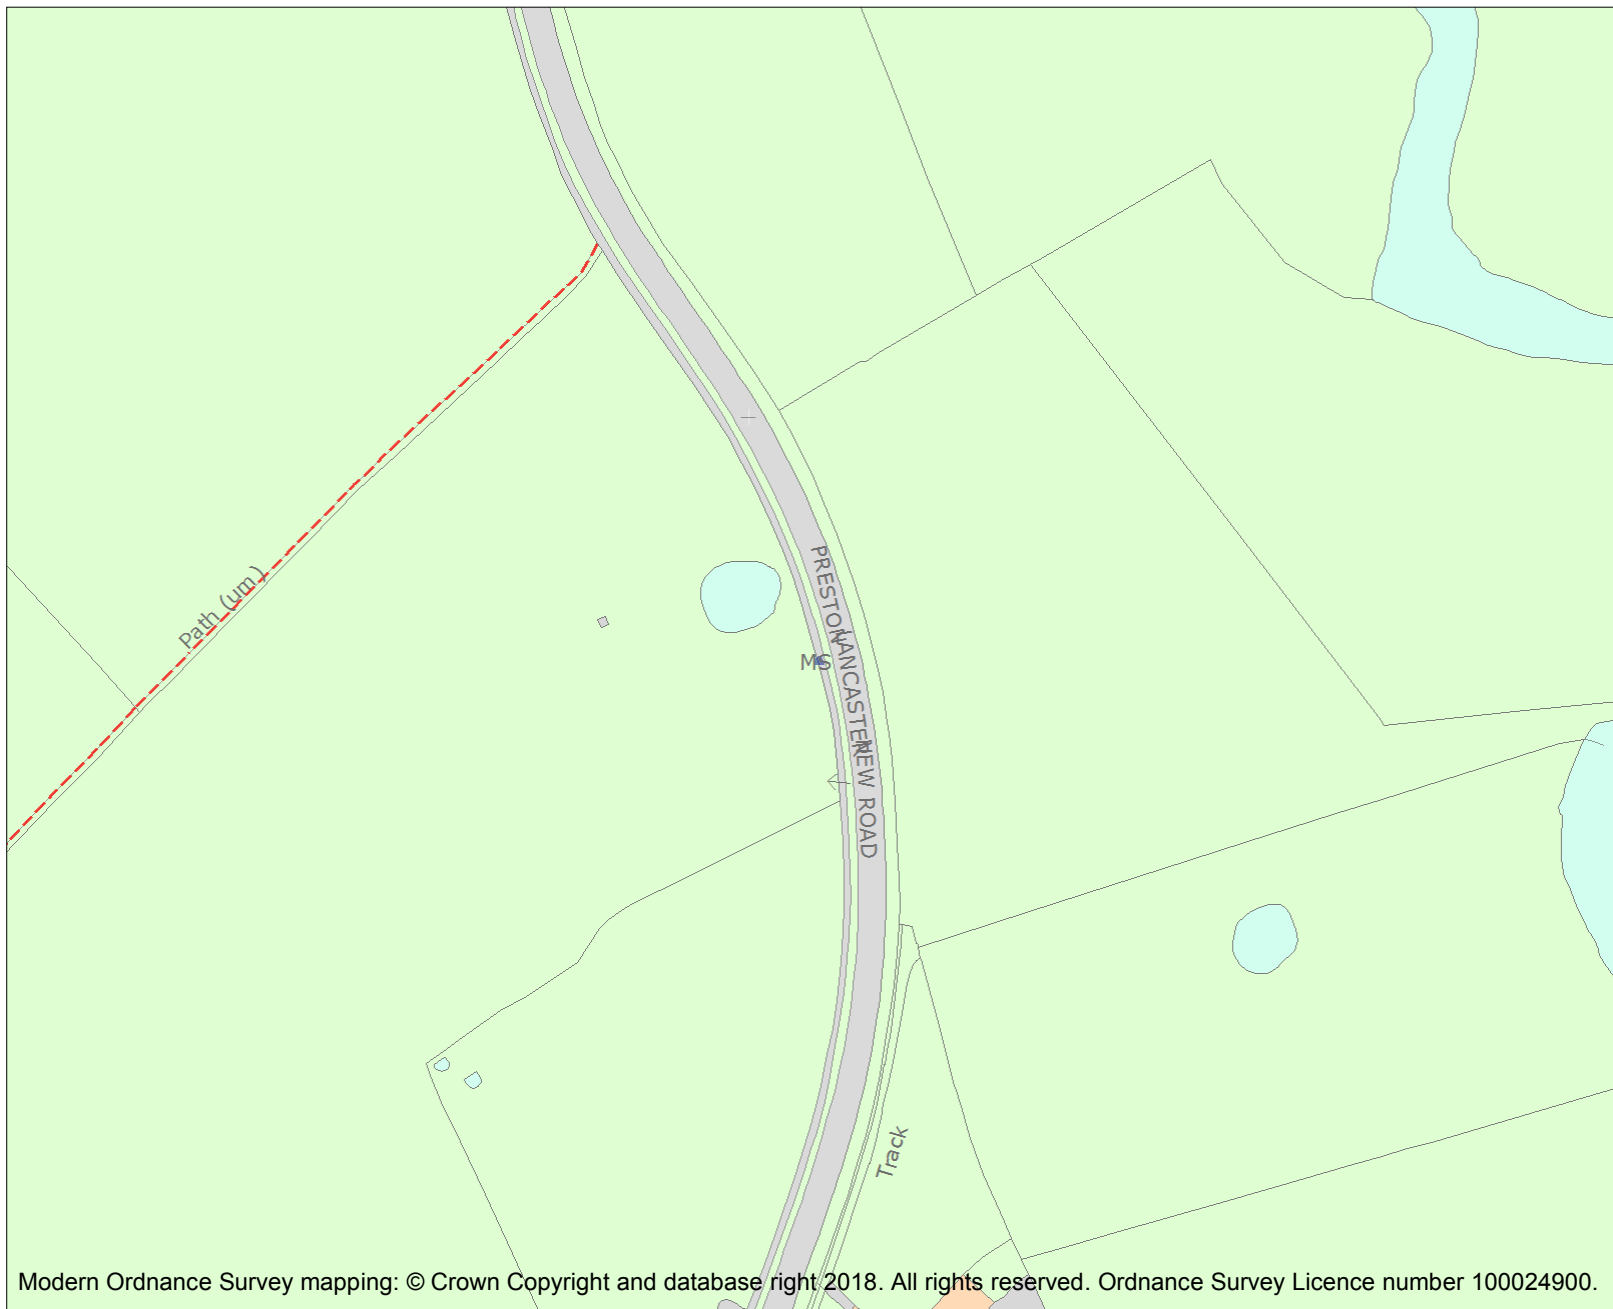 Path (um)
PRESTON
LANCASTER
NEW ROAD
MS
Track
Modern Ordnance Survey mapping: © Crown Copyright and database right 2018. All rights reserved. Ordnance Survey Licence number 100024900.